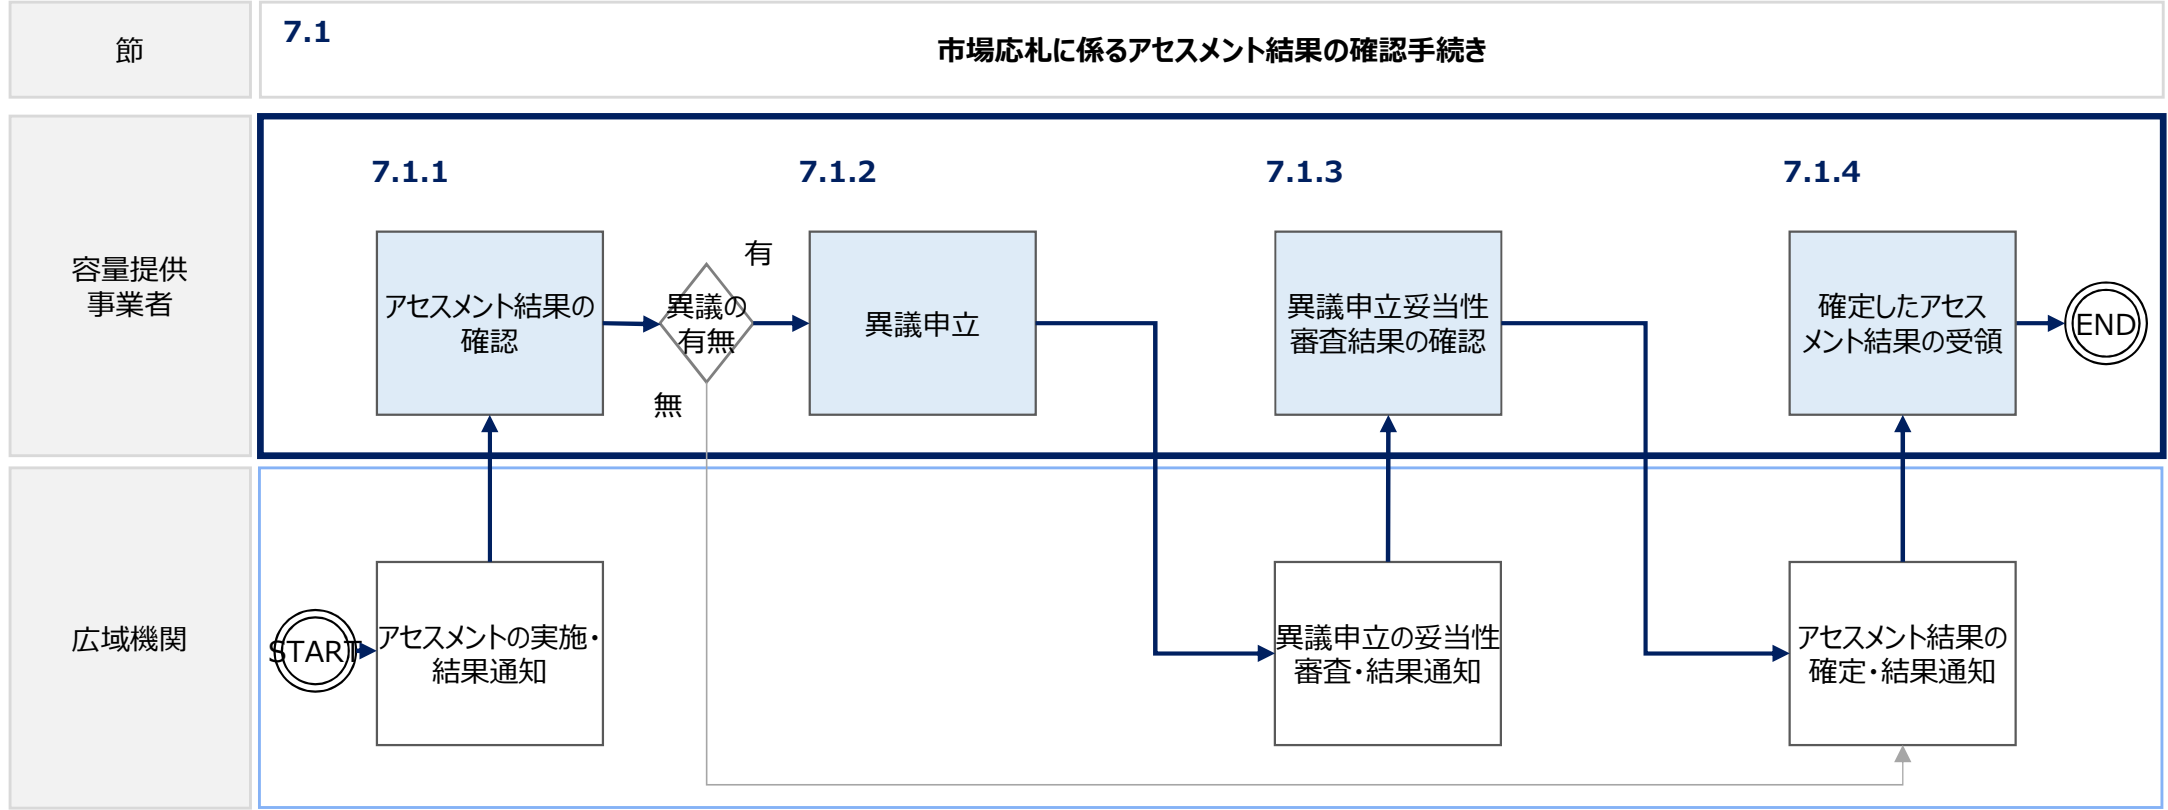 節
7.1
市場応札に係るアセスメント結果の確認手続き
容量提供
事業者
7.1.1
7.1.2
7.1.3
7.1.4
アセスメント結果の
確認
異議の
有無
有
無
異議申立
異議申立妥当性
審査結果の確認
確定したアセス
メント結果の受領
END
広域機関
START
アセスメントの実施・
結果通知
異議申立の妥当性
審査・結果通知
アセスメント結果の
確定・結果通知